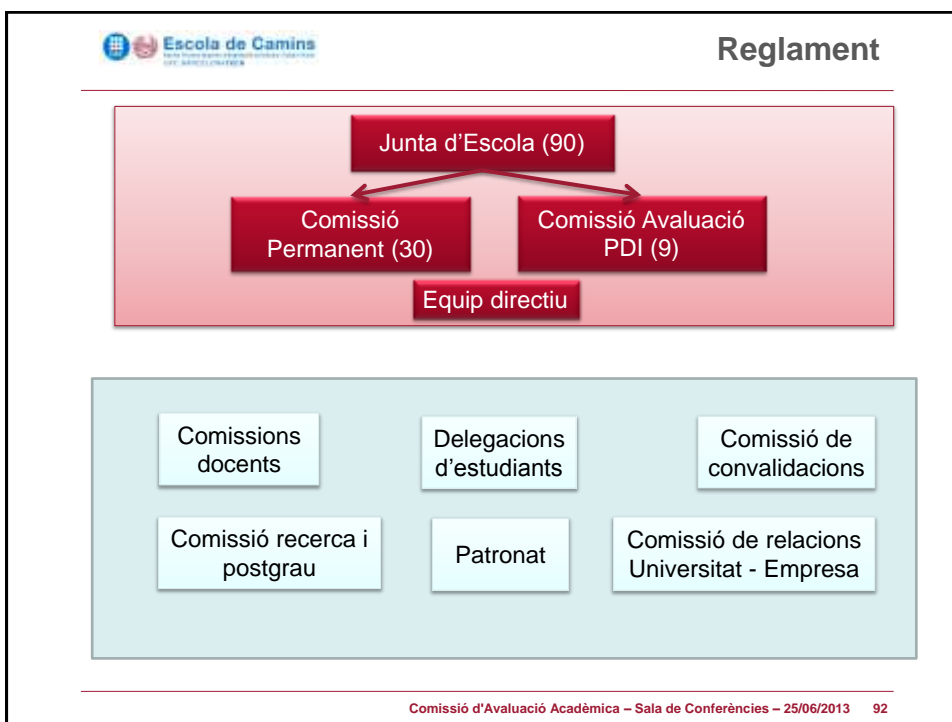 Escola de Camins
Reglament
UPC BARCELONATECH
Junta d'Escola (90)
Comissió
Permanent (30)
Comissió Avaluació
PDI (9)
Equip directiu
Comissions
docents
Delegacions
d'estudiants
Comissió de
convalidacions
Comissió recerca i
postgrau
Patronat
Comissió de relacions
Universitat - Empresa
Comissió d'Avaluació Acadèmica – Sala de Conferències – 25/06/2013 92